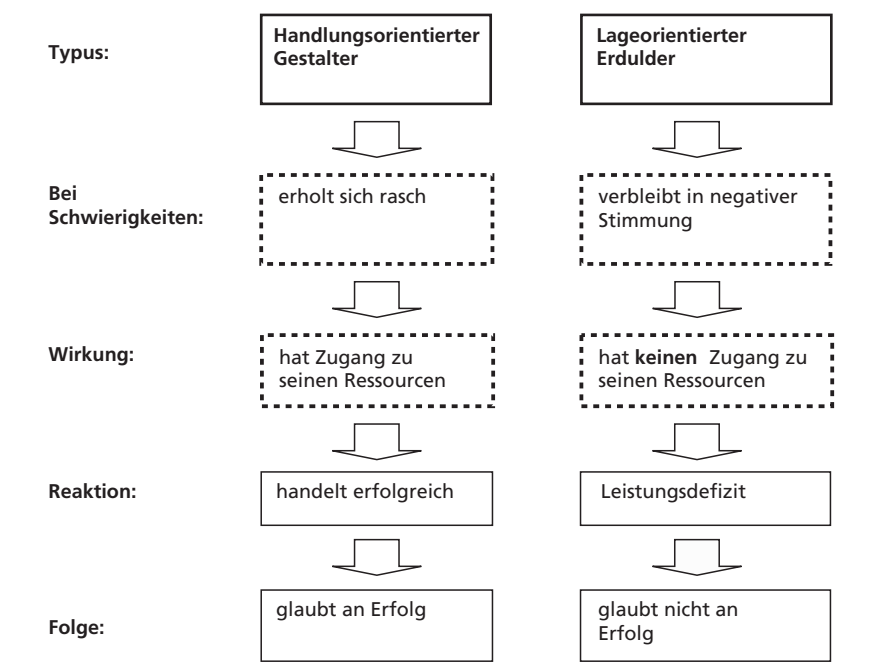 Typus:
Handlungsorientierter
Gestalter
Lageorientierter
Erdulder
Bei
Schwierigkeiten:
erholt sich rasch
verbleibt in negativer
Stimmung
Wirkung:
hat Zugang zu
seinen Ressourcen
hat keinen Zugang zu
seinen Ressourcen
Reaktion:
handelt erfolgreich
Leistungsdefizit
Folge:
glaubt an Erfolg
glaubt nicht an
Erfolg